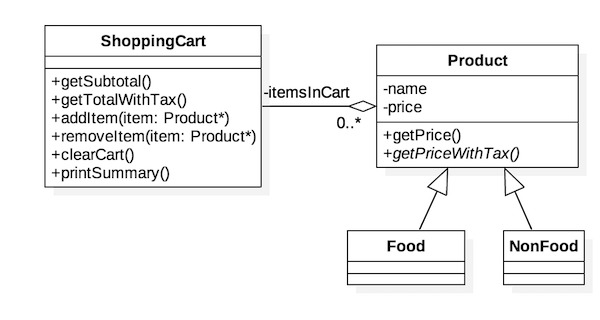 ShoppingCart
+getSubtotal()
+getTotalWithTax()
+addItem(item: Product*)
+removeItem(item: Product*)
+clearCart()
+printSummary()
-itemsInCart
0..*
Product
-name
-price
+getPrice()
+getPriceWithTax()
Food
NonFood